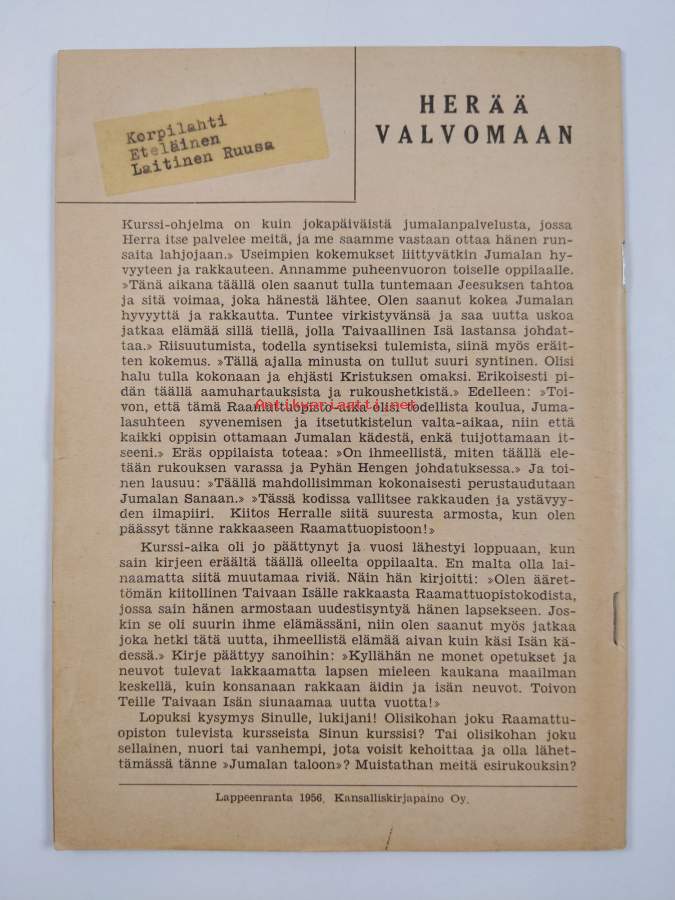 Korpilahti
Eteläinen
Laitinen Ruusa
HERÄÄ
VALVOMAAN
Kurssi-ohjelma on kuin jokapäiväistä jumalanpalvelusta, jossa
Herra itse palvelee meitä, ja me saamme vastaan ottaa hänen run-
saita lahjojaan.» Useimpien kokemukset liittyvätkin Jumalan hy-
vyyteen ja rakkauteen. Annamme puheenvuoron toiselle oppilaalle.
»Tänä aikana täällä olen saanut tulla tuntemaan Jeesuksen tahtoa
ja sitä voimaa, joka hänestä lähtee. Olen saanut kokea Jumalan
hyvyyttä ja rakkautta. Tuntee virkistyvänsä ja saa uutta uskoa
jatkaa elämää sillä tiellä, jolla Taivaallinen Isä lastansa johdat-
taa.» Riisuutumista, todella syntiseksi tulemista, siinä myös eräit-
ten kokemus. »Tällä ajalla minusta on tullut suuri syntinen. Olisi
halu tulla kokonaan ja ehjästi Kristuksen omaksi. Erikoisesti pi-
dän täällä aamuhartauksista ja rukoushetkistä.» Edelleen: »Toi-
von, että tämä Raamattuopisto-aika olisi todellista koulua, Juma-
lasuhteen syvenemisen ja itsetutkistelun valta-aikaa, niin että
kaikki oppisin ottamaan Jumalan kädestä, enkä tuijottamaan it-
seeni.» Eräs oppilaista toteaa: »On ihmeellistä, miten täällä ele-
tään rukouksen varassa ja Pyhän Hengen johdatuksessa.» Ja toi-
nen lausuu: »Täällä mahdollisimman kokonaisesti perustaudutaan
Jumalan Sanaan.» »Tässä kodissa vallitsee rakkauden ja ystävyy-
den ilmapiiri. Kiitos Herralle siitä suuresta armosta, kun olen
päässyt tänne rakkaaseen Raamattuopistoon!»
Kurssi-aika oli jo päättynyt ja vuosi lähestyi loppuaan, kun
sain kirjeen eräältä täällä olleelta oppilaalta. En malta olla lai-
naamatta siitä muutamaa riviä. Näin hän kirjoitti: »Olen ääret-
tömän kiitollinen Taivaan Isälle rakkaasta Raamattuopistokodista,
jossa sain hänen armostaan uudestisyntyä hänen lapsekseen. Jos-
kin se oli suurin ihme elämässäni, niin olen saanut myös jatkaa
joka hetki tätä uutta, ihmeellistä elämää aivan kuin käsi Isän kä-
dessä.» Kirje päättyy sanoihin: »Kyllähän ne monet opetukset ja
neuvot tulevat lakkaamatta lapsen mieleen kaukana maailman
keskellä, kuin konsanaan rakkaan äidin ja isän neuvot. Toivon
Teille Taivaan Isän siunaamaa uutta vuotta!»
Lopuksi kysymys Sinulle, lukijani! Olisikohan joku Raamattu-
opiston tulevista kursseista Sinun kurssisi? Tai olisikohan joku
sellainen, nuori tai vanhempi, jota voisit kehoittaa ja olla lähet-
tämässä tänne »Jumalan taloon»? Muistathan meitä esirukouksin?
Lappeenranta 1956. Kansalliskirjapaino Oy.
Antikvariaatti.net